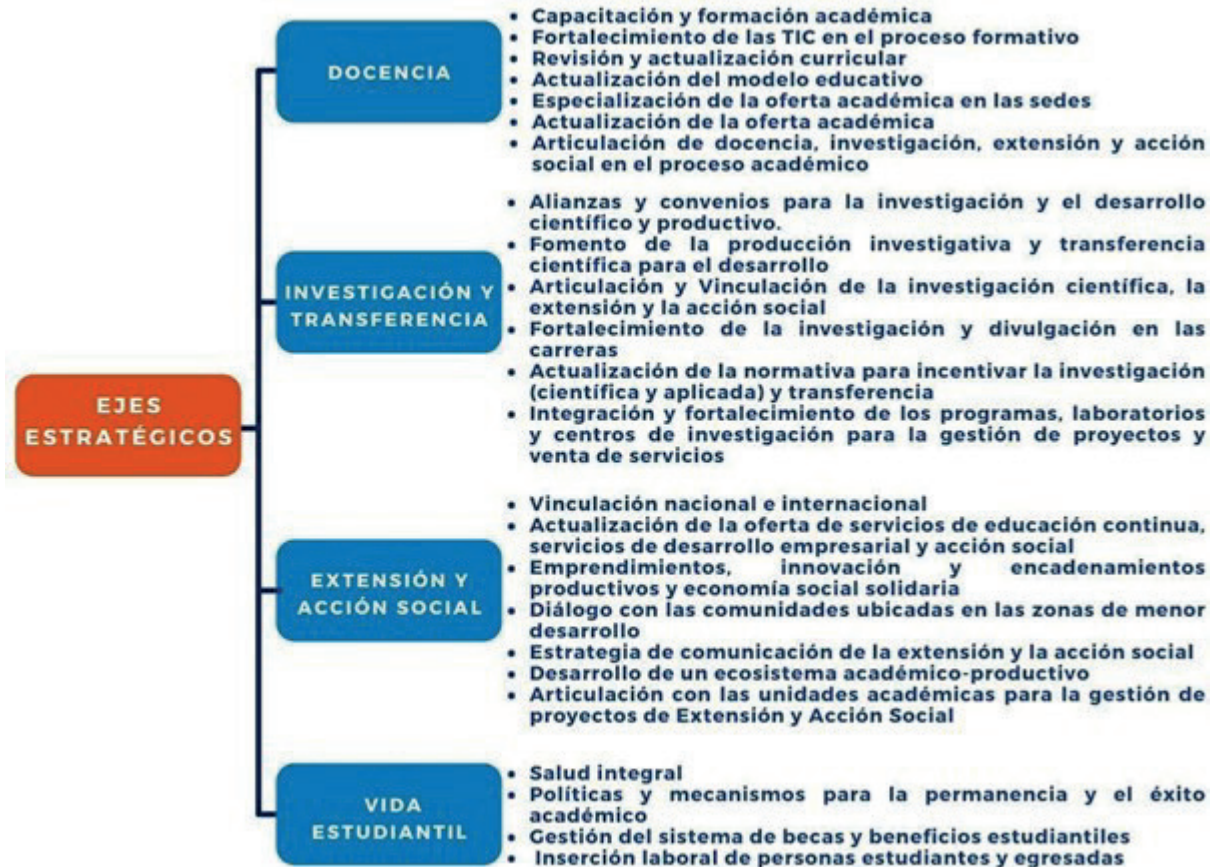 EJES
ESTRATÉGICOS
DOCENCIA
• Capacitación y formación académica
• Fortalecimiento de las TIC en el proceso formativo
• Revisión y actualización curricular
• Actualización del modelo educativo
• Especialización de la oferta académica en las sedes
• Actualización de la oferta académica
• Articulación de docencia, investigación, extensión y acción
social en el proceso académico
INVESTIGACIÓN Y
TRANSFERENCIA
• Alianzas y convenios para la investigación y el desarrollo
científico y productivo.
• Fomento de la producción investigativa y transferencia
científica para el desarrollo
• Articulación y Vinculación de la investigación científica, la
extensión y la acción social
• Fortalecimiento de la investigación y divulgación en las
carreras
• Actualización de la normativa para incentivar la investigación
(científica y aplicada) y transferencia
• Integración y fortalecimiento de los programas, laboratorios
y centros de investigación para la gestión de proyectos y
venta de servicios
EXTENSIÓN Y
ACCIÓN SOCIAL
• Vinculación nacional e internacional
• Actualización de la oferta de servicios de educación continua,
servicios de desarrollo empresarial y acción social
• Emprendimientos, innovación y encadenamientos
productivos y economía social solidaria
• Diálogo con las comunidades ubicadas en las zonas de menor
desarrollo
• Estrategia de comunicación de la extensión y la acción social
• Desarrollo de un ecosistema académico-productivo
• Articulación con las unidades académicas para la gestión de
proyectos de Extensión y Acción Social
VIDA
ESTUDIANTIL
• Salud integral
• Políticas y mecanismos para la permanencia y el éxito
académico
• Gestión del sistema de becas y beneficios estudiantiles
• Inserción laboral de personas estudiantes y egresadas